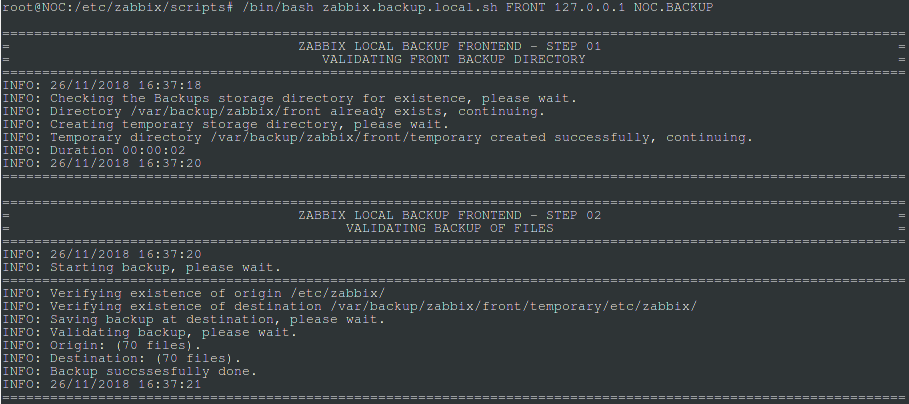 root@NOC:/etc/zabbix/scripts# /bin/bash zabbix.backup.local.sh FRONT 127.0.0.1 NOC.BACKUP
=================================================================================================================
= ZABBIX LOCAL BACKUP FRONTEND - STEP 01 =
= VALIDATING FRONT BACKUP DIRECTORY =
=================================================================================================================
INFO: 26/11/2018 16:37:18
INFO: Checking the Backups storage directory for existence, please wait.
INFO: Directory /var/backup/zabbix/front already exists, continuing.
INFO: Creating temporary storage directory, please wait.
INFO: Temporary directory /var/backup/zabbix/front/temporary created successfully, continuing.
INFO: Duration 00:00:02
INFO: 26/11/2018 16:37:20
=================================================================================================================
=================================================================================================================
= ZABBIX LOCAL BACKUP FRONTEND - STEP 02 =
= VALIDATING BACKUP OF FILES =
=================================================================================================================
INFO: 26/11/2018 16:37:20
INFO: Starting backup, please wait.
=================================================================================================================
INFO: Verifying existence of origin /etc/zabbix/
INFO: Verifying existence of destination /var/backup/zabbix/front/temporary/etc/zabbix/
INFO: Saving backup at destination, please wait.
INFO: Validating backup, please wait.
INFO: Origin: (70 files).
INFO: Destination: (70 files).
INFO: Backup succssesfully done.
INFO: 26/11/2018 16:37:21
=================================================================================================================